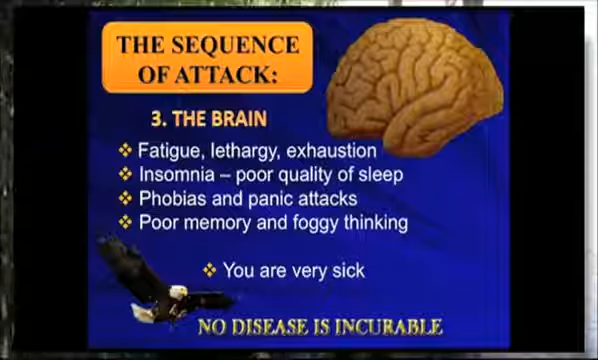 THE SEQUENCE
OF ATTACK:
3. THE BRAIN
❖ Fatigue, lethargy, exhaustion
❖ Insomnia – poor quality of sleep
❖ Phobias and panic attacks
❖ Poor memory and foggy thinking
❖ You are very sick
NO DISEASE IS INCURABLE